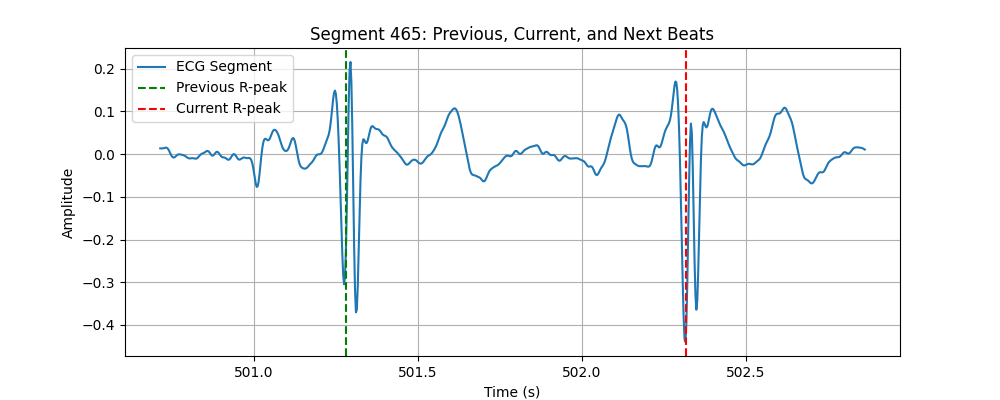 Segment 465: Previous, Current, and Next Beats
ECG Segment
Previous R-peak
Current R-peak
0.2
0.1
0.0
−0.1
−0.2
−0.3
−0.4
Amplitude
501.0 501.5 502.0 502.5
Time (s)